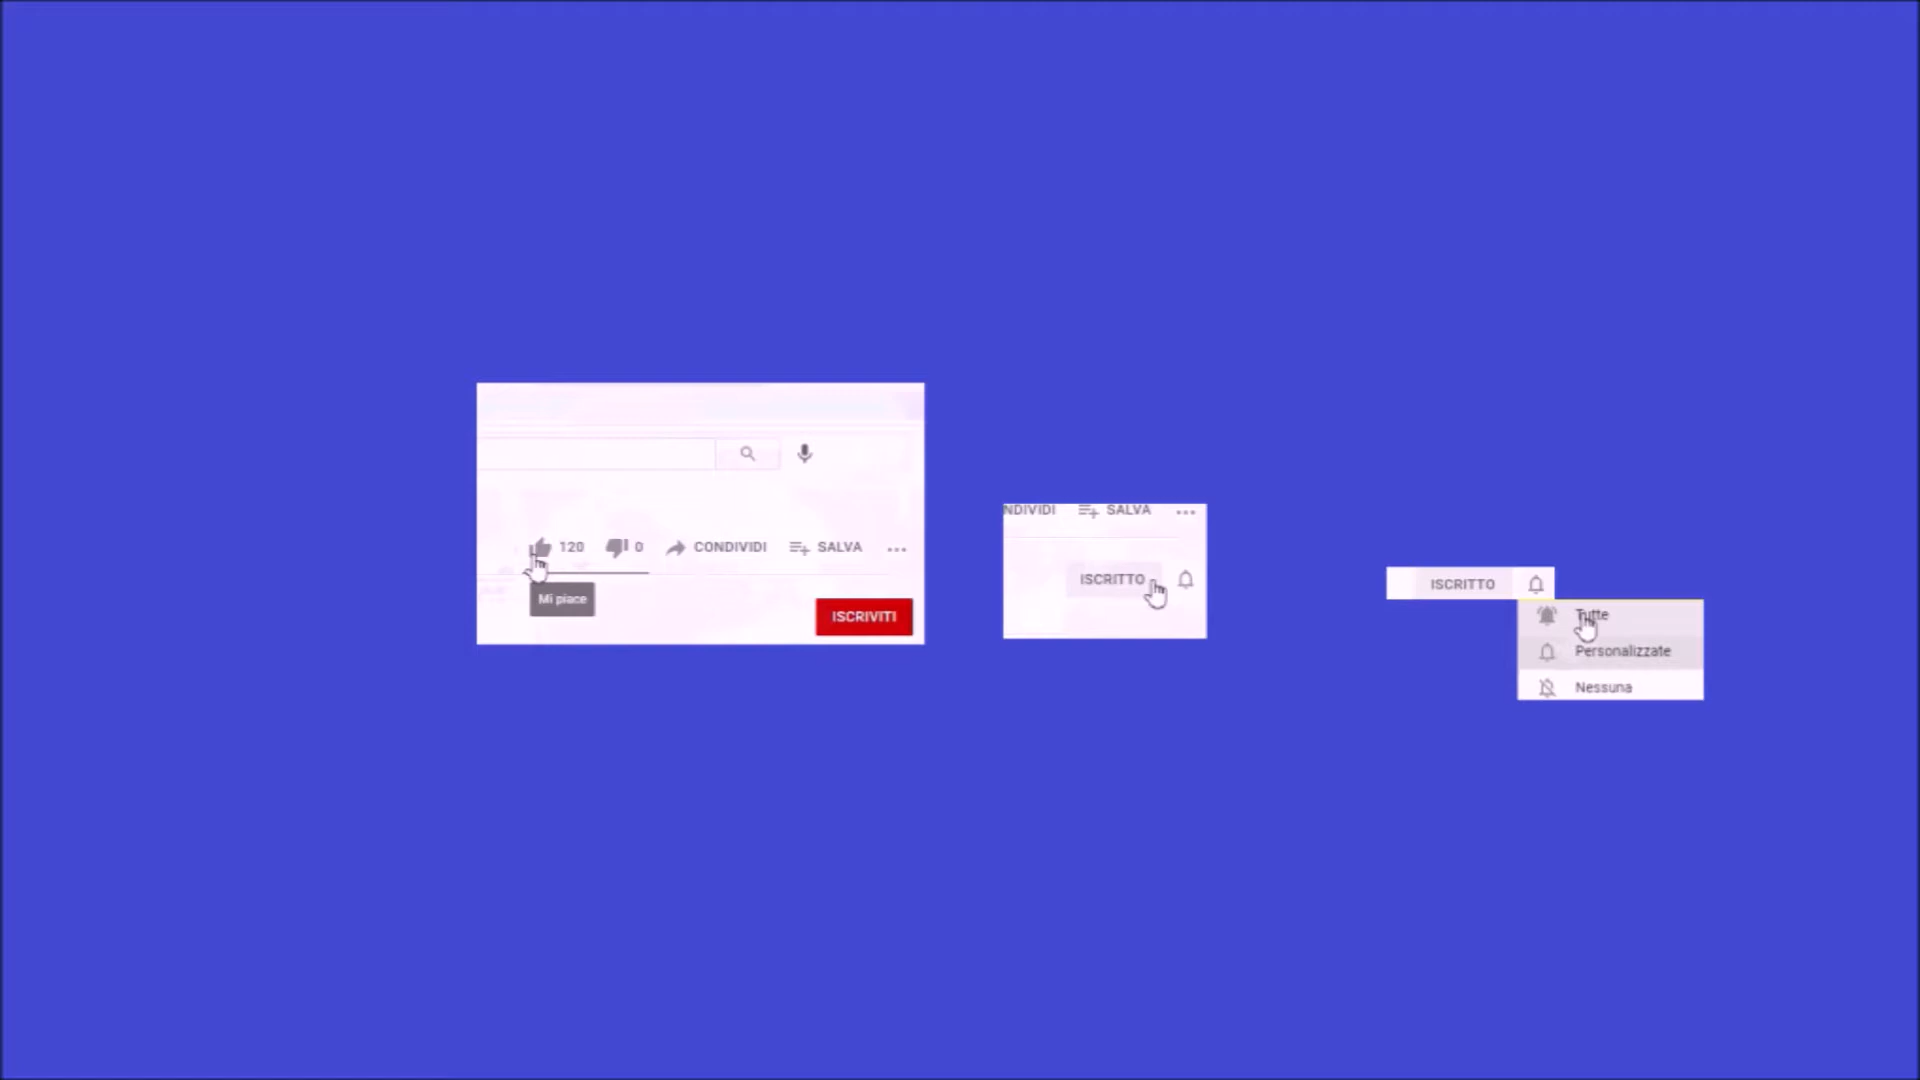 120 0 CONDIVIDI SALVA
Mi piace
ISCRIVITI
NDIVIDI SALVA
ISCRITTO
ISCRITTO
Tutte
Personalizzate
Nessuna